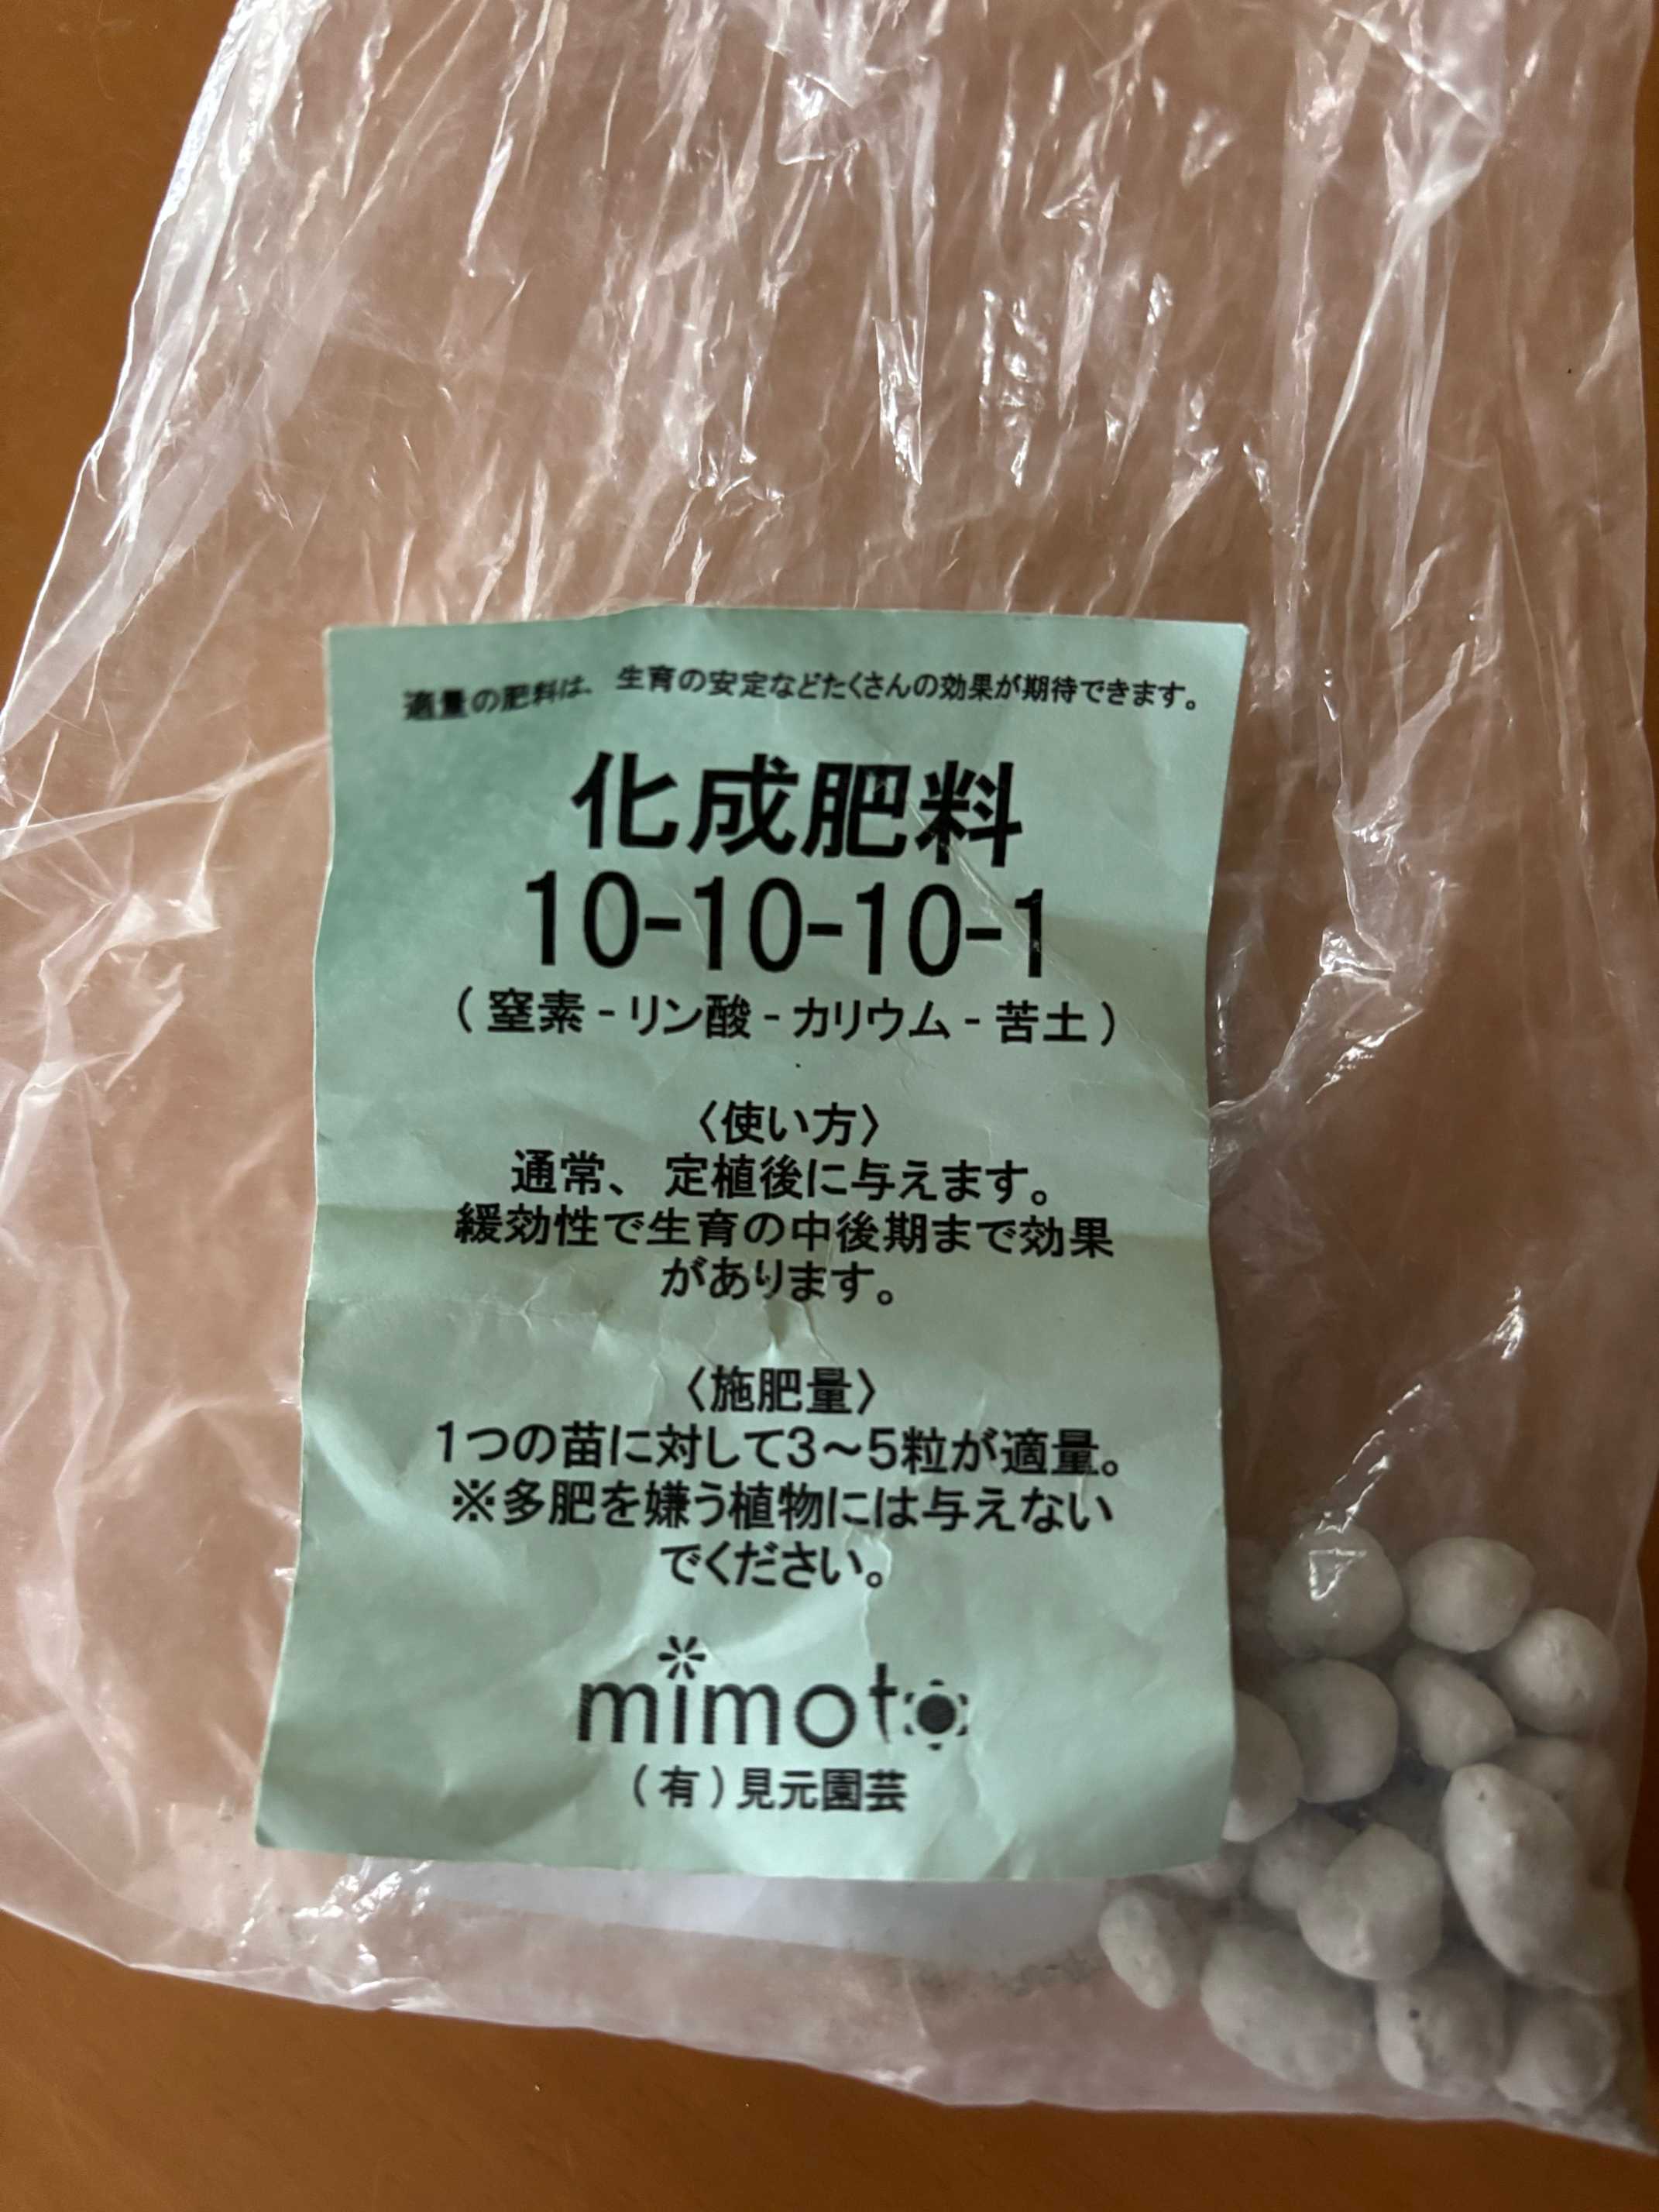 適量の肥料は、生育の安定などたくさんの効果が期待できます。
化成肥料
10-10-10-1
(窒素-リン酸-カリウム-苦土)
〈使い方〉
通常、定植後に与えます。
緩効性で生育の中後期まで効果
があります。
〈施肥量〉
1つの苗に対して3～5粒が適量。
※多肥を嫌う植物には与えない
でください。
mimoto
(有)見元園芸